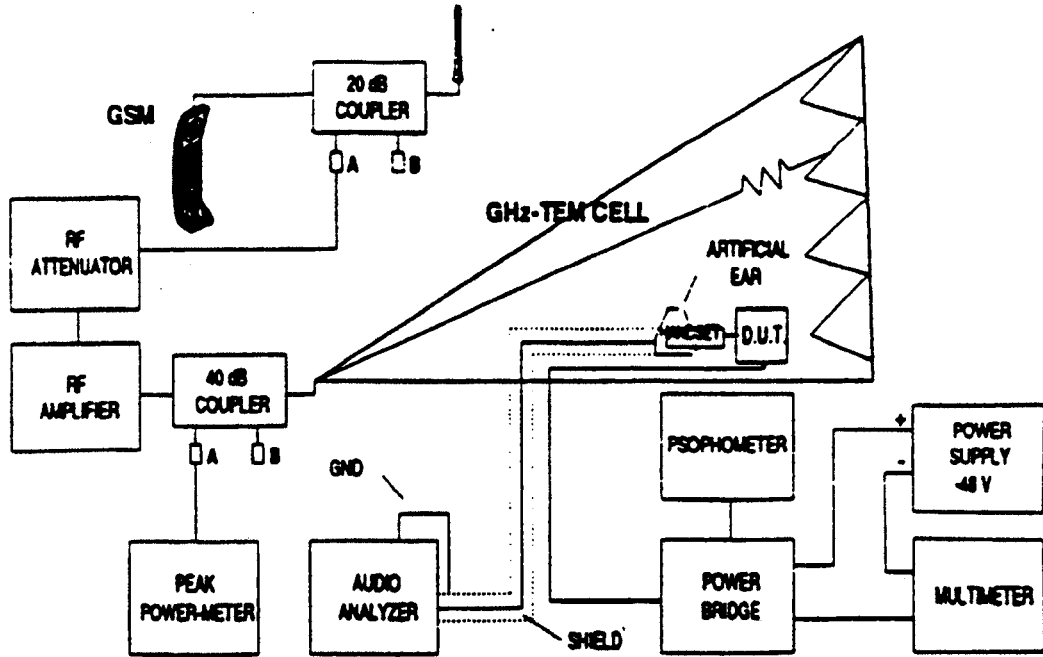 20 dB
COUPLER
GSM
A
B
RF
ATTENUATOR
GHz-TEM CELL
ARTIFICIAL
EAR
D.U.T.
RF
AMPLIFIER
40 dB
COUPLER
A
B
GND
PSOPHOMETER
+
-
POWER
SUPPLY
-48 V
PEAK
POWER-METER
AUDIO
ANALYZER
SHIELD
POWER
BRIDGE
MULTIMETER